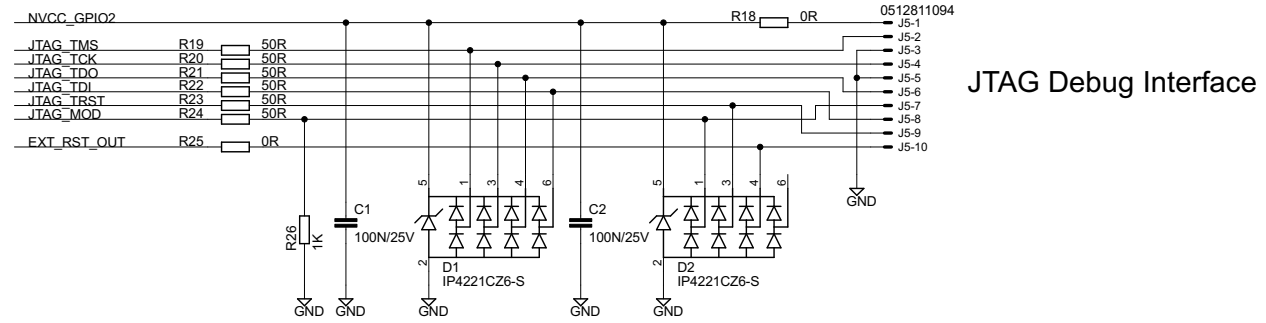 0512811094
NVCC_GPIO2 R18 0R J5-1
J5-2
JTAG_TMS R19 50R J5-3
JTAG_TCK R20 50R J5-4
JTAG_TDO R21 50R J5-5
JTAG_TDI R22 50R J5-6
JTAG_TRST R23 50R J5-7
JTAG_MOD R24 50R J5-8
J5-9
EXT_RST_OUT R25 0R J5-10
JTAG Debug Interface
5 1 3 4 6 5 1 3 4 6
GND
C1 C2
R26 1K 100N/25V 100N/25V
2 D1 2 D2
IP4221CZ6-S IP4221CZ6-S
GND GND GND GND GND